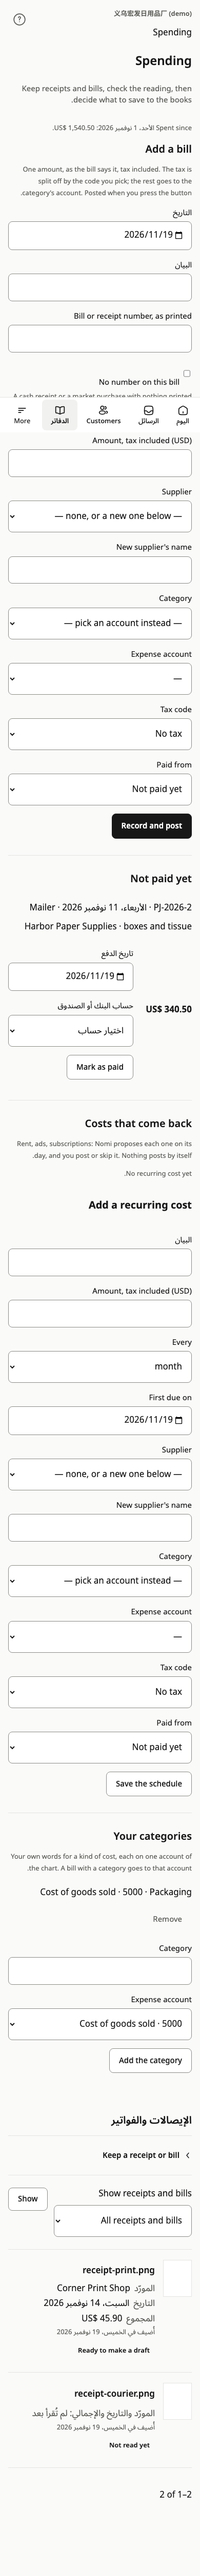 义乌宏发日用品厂 (demo)
Spending
Spending
Keep receipts and bills, check the reading, then
decide what to save to the books.
Spent since الأحد، 1 نوفمبر 2026: US$ 1,540.50.
Add a bill
One amount, as the bill says it, tax included. The tax is
split off by the code you pick; the rest goes to the
category's account. Posted when you press the button.
التاريخ
2026/11/19
البيان
Bill or receipt number, as printed
No number on this bill
A cash receipt or a market purchase with nothing printed
اليوم
الرسائل
Customers
الدفاتر
More
Amount, tax included (USD)
Supplier
— none, or a new one below —
New supplier's name
Category
— pick an account instead —
Expense account
—
Tax code
No tax
Paid from
Not paid yet
Record and post
Not paid yet
PJ-2026-2 · الأربعاء، 11 نوفمبر 2026 · Mailer
Harbor Paper Supplies · boxes and tissue
تاريخ الدفع
2026/11/19
US$ 340.50
حساب البنك أو الصندوق
اختيار حساب
Mark as paid
Costs that come back
Rent, ads, subscriptions: Nomi proposes each one on its
day, and you post or skip it. Nothing posts by itself.
No recurring cost yet.
Add a recurring cost
البيان
Amount, tax included (USD)
Every
month
First due on
2026/11/19
Supplier
— none, or a new one below —
New supplier's name
Category
— pick an account instead —
Expense account
—
Tax code
No tax
Paid from
Not paid yet
Save the schedule
Your categories
Your own words for a kind of cost, each on one account of
the chart. A bill with a category goes to that account.
Cost of goods sold · 5000 · Packaging
Remove
Category
Expense account
Cost of goods sold · 5000
Add the category
الإيصالات والفواتير
Keep a receipt or bill
Show receipts and bills
All receipts and bills
Show
receipt-print.png
المورّد Corner Print Shop
التاريخ السبت، 14 نوفمبر 2026
المجموع US$ 45.90
أُضيف في الخميس، 19 نوفمبر 2026
Ready to make a draft
receipt-courier.png
المورّد والتاريخ والإجمالي: لم تُقرأ بعد
أُضيف في الخميس، 19 نوفمبر 2026
Not read yet
2 of 1–2